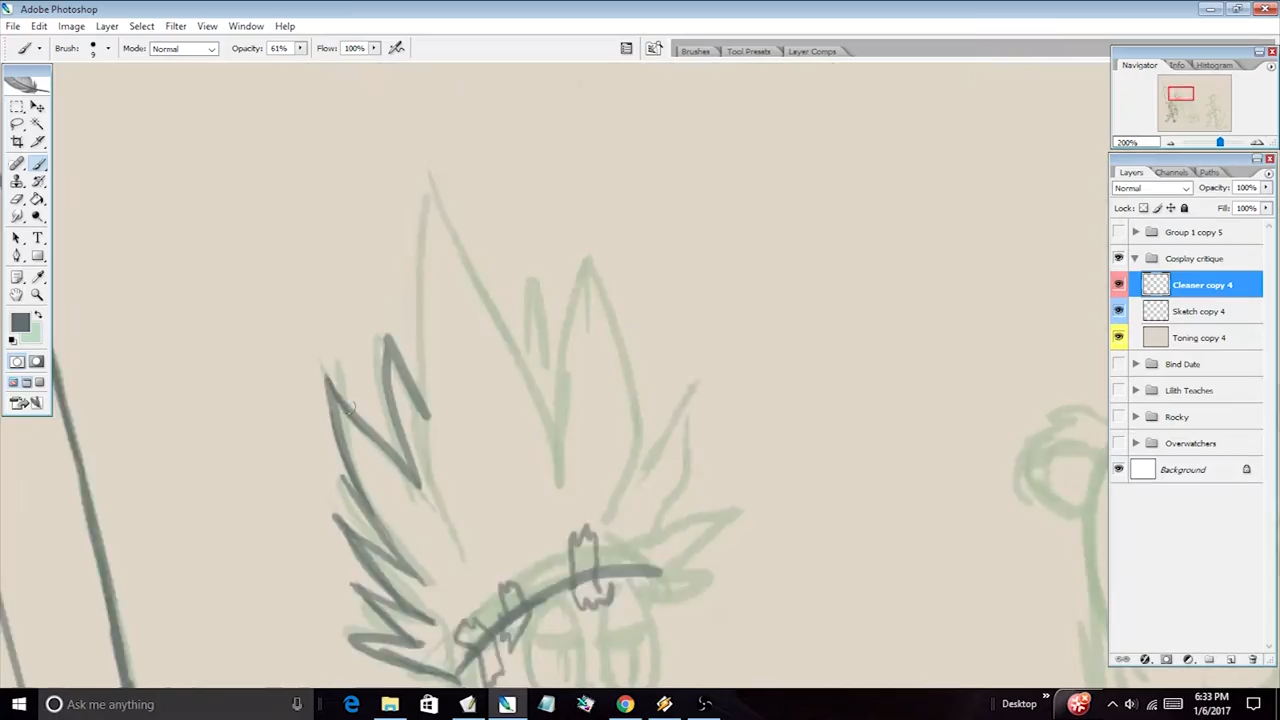 Adobe Photoshop
File Edit Image Layer Select Filter View Window Help
Brush: 9 Mode: Normal Opacity: 61% Flow: 100% Brushes Tool Presets Layer Comps
Navigator Info Histogram
200%
Layers Channels Paths
Normal Opacity: 100%
Lock: Fill: 100%
Group 1 copy 5
Cosplay critique
Cleaner copy 4
Sketch copy 4
Toning copy 4
Bind Date
Lilith Teaches
Rocky
Overwatchers
Background
Ask me anything
Desktop
6:33 PM
1/6/2017